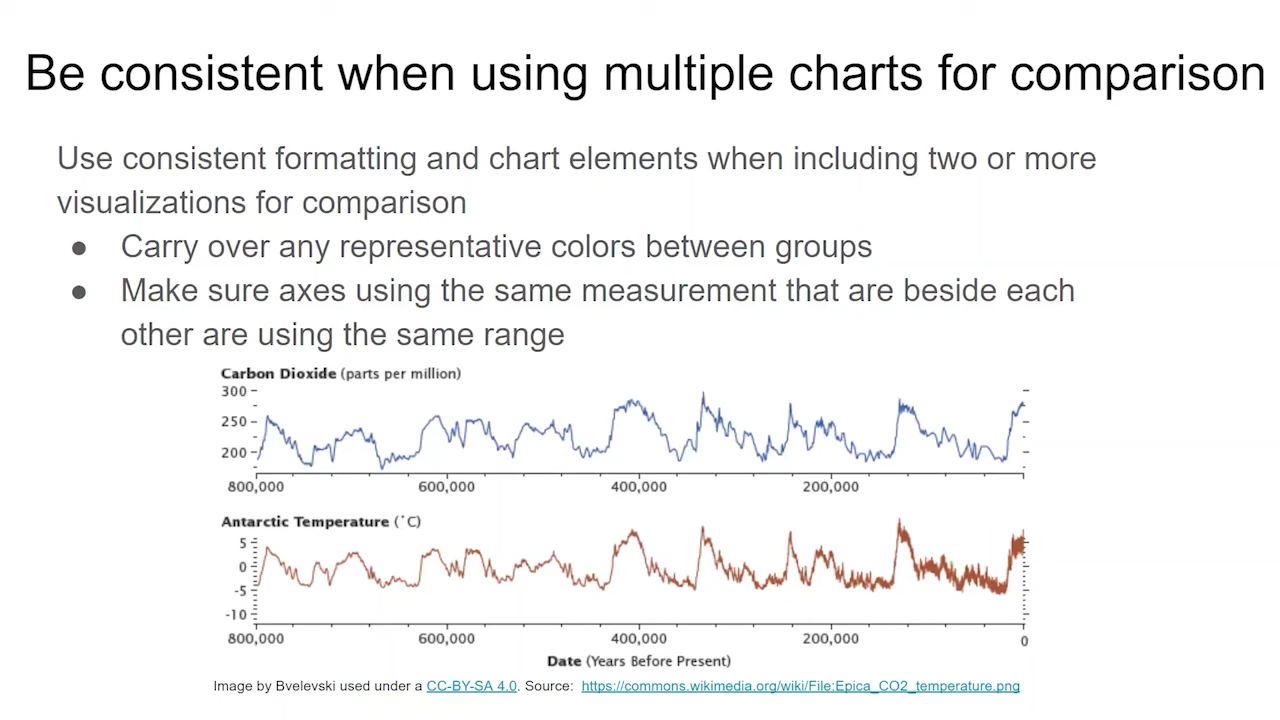 Be consistent when using multiple charts for comparison
Use consistent formatting and chart elements when including two or more
visualizations for comparison
● Carry over any representative colors between groups
● Make sure axes using the same measurement that are beside each
other are using the same range
Carbon Dioxide (parts per million)
300
250
200
800,000 600,000 400,000 200,000
Antarctic Temperature (°C)
5
0
-5
-10
800,000 600,000 400,000 200,000 0
Date (Years Before Present)
Image by Bvelevski used under a CC-BY-SA 4.0. Source: https://commons.wikimedia.org/wiki/File:Epica_CO2_temperature.png